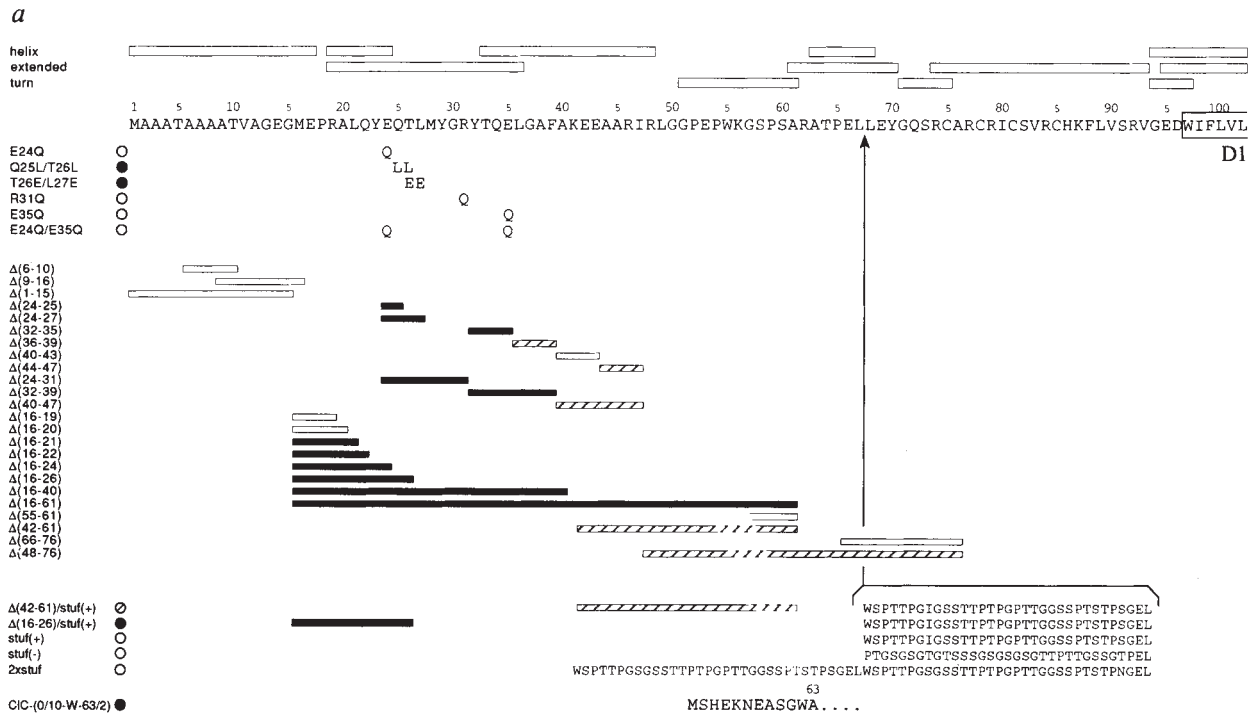 a
helix
extended
turn
1 5 10 5 20 5 30 5 40 5 50 5 60 5 70 5 80 5 90 5 100
MAAATAAAATVAGEGMEPRALQYEQTLMYGRYTQELGAFAKEEAARIRLGGPEPWKGSPSARATPELLEYGQSRCARCRICSVRCHKFLVSRVGEDWIFLVL
D1
E24Q Q
Q25L/T26L LL
T26E/L27E EE
R31Q Q
E35Q Q
E24Q/E35Q Q Q
Δ(6-10)
Δ(9-16)
Δ(1-15)
Δ(24-25)
Δ(24-27)
Δ(32-35)
Δ(36-39)
Δ(40-43)
Δ(44-47)
Δ(24-31)
Δ(32-39)
Δ(40-47)
Δ(16-19)
Δ(16-20)
Δ(16-21)
Δ(16-22)
Δ(16-24)
Δ(16-26)
Δ(16-40)
Δ(16-61)
Δ(55-61)
Δ(42-61)
Δ(66-76)
Δ(48-76)
Δ(42-61)/stuf(+) WSPTTPGIGSSTTPTPGPTTGGSSPTSTPSGEL
Δ(16-26)/stuf(+) WSPTTPGIGSSTTPTPGPTTGGSSPTSTPSGEL
stuf(+) WSPTTPGIGSSTTPTPGPTTGGSSPTSTPSGEL
stuf(-) PTGSGSGTGTSSSGSGSGSGTTPTTGSSGTPEL
2xstuf WSPTTPGSGSSTTPTPGPTTGGSSPTSTPSGELWSPTTPGSGSSTTPTPGPTTGGSSPTSTPNGEL
63
ClC-(0/10-W-63/2) MSHEKNEASGWA....